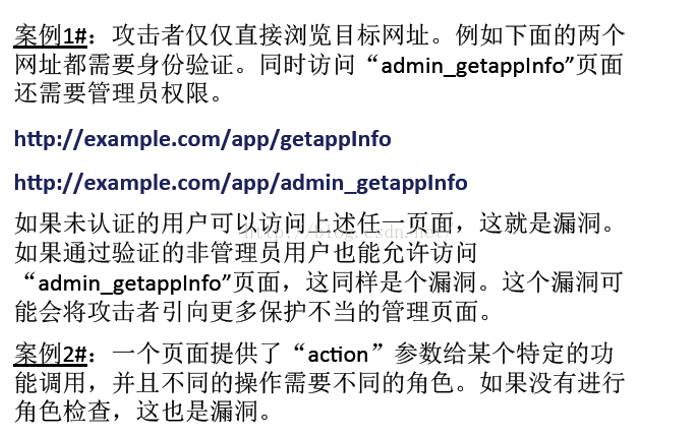 案例1#：攻击者仅仅直接浏览目标网址。例如下面的两个
网址都需要身份验证。同时访问“admin_getappInfo”页面
还需要管理员权限。
http://example.com/app/getappInfo
http://example.com/app/admin_getappInfo
如果未认证的用户可以访问上述任一页面，这就是漏洞。
如果通过验证的非管理员用户也能允许访问
“admin_getappInfo”页面，这同样是个漏洞。这个漏洞可
能会将攻击者引向更多保护不当的管理页面。
案例2#：一个页面提供了“action”参数给某个特定的功
能调用，并且不同的操作需要不同的角色。如果没有进行
角色检查，这也是漏洞。